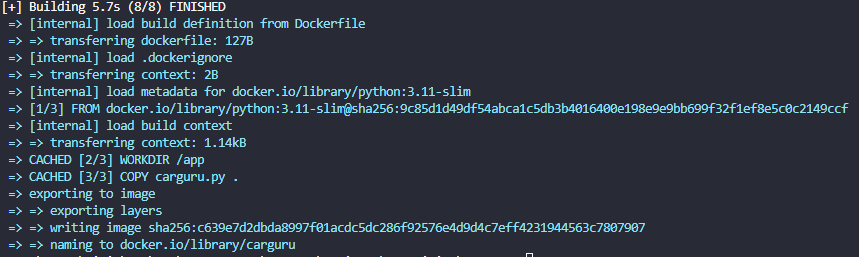 [+] Building 5.7s (8/8) FINISHED
=> [internal] load build definition from Dockerfile
=> => transferring dockerfile: 127B
=> [internal] load .dockerignore
=> => transferring context: 2B
=> [internal] load metadata for docker.io/library/python:3.11-slim
=> [1/3] FROM docker.io/library/python:3.11-slim@sha256:9c85d1d49df54abca1c5db3b4016400e198e9e9bb699f32f1ef8e5c0c2149ccf
=> [internal] load build context
=> => transferring context: 1.14kB
=> CACHED [2/3] WORKDIR /app
=> CACHED [3/3] COPY carguru.py .
=> exporting to image
=> => exporting layers
=> => writing image sha256:c639e7d2dbda8997f01acdc5dc286f92576e4d9d4c7eff4231944563c7807907
=> => naming to docker.io/library/carguru